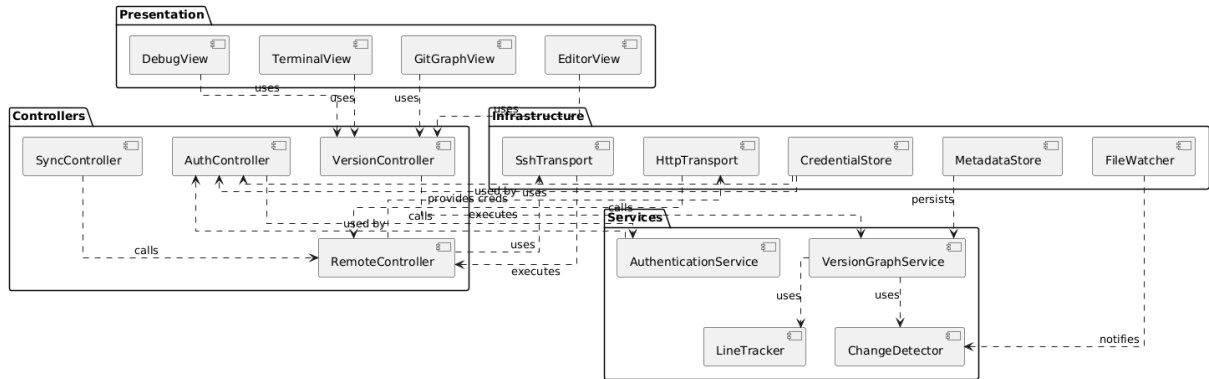 Presentation
DebugView
TerminalView
GitGraphView
EditorView
uses
uses
uses
uses
Controllers
Infrastructure
SyncController
AuthController
VersionController
SshTransport
HttpTransport
CredentialStore
MetadataStore
FileWatcher
used by
uses
provides creds
persists
calls
executes
calls
Services
used by
calls
uses
executes
RemoteController
AuthenticationService
VersionGraphService
uses
uses
LineTracker
ChangeDetector
notifies